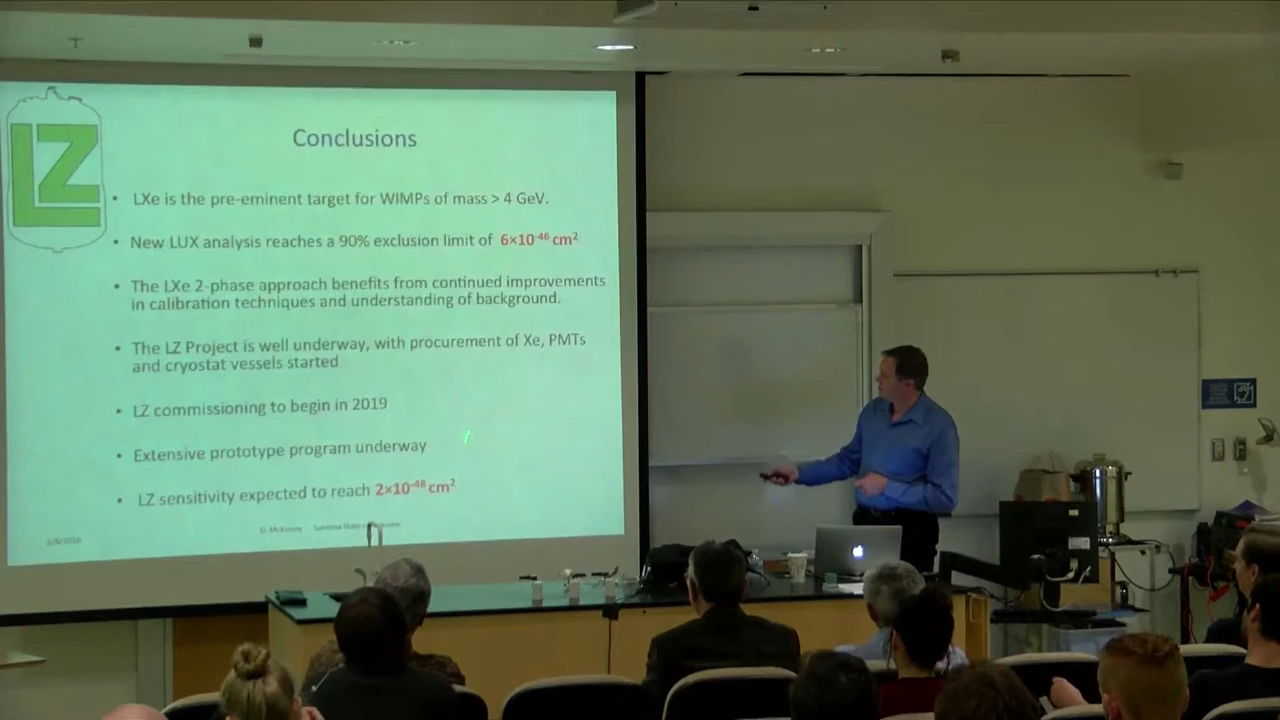 LZ
Conclusions
• LXe is the pre-eminent target for WIMPs of mass > 4 GeV.
• New LUX analysis reaches a 90% exclusion limit of 6×10⁻⁴⁶ cm²
• The LXe 2-phase approach benefits from continued improvements
in calibration techniques and understanding of background.
• The LZ Project is well underway, with procurement of Xe, PMTs
and cryostat vessels started
• LZ commissioning to begin in 2019
• Extensive prototype program underway
• LZ sensitivity expected to reach 2×10⁻⁴⁸ cm²
D. McKinsey Sonoma State